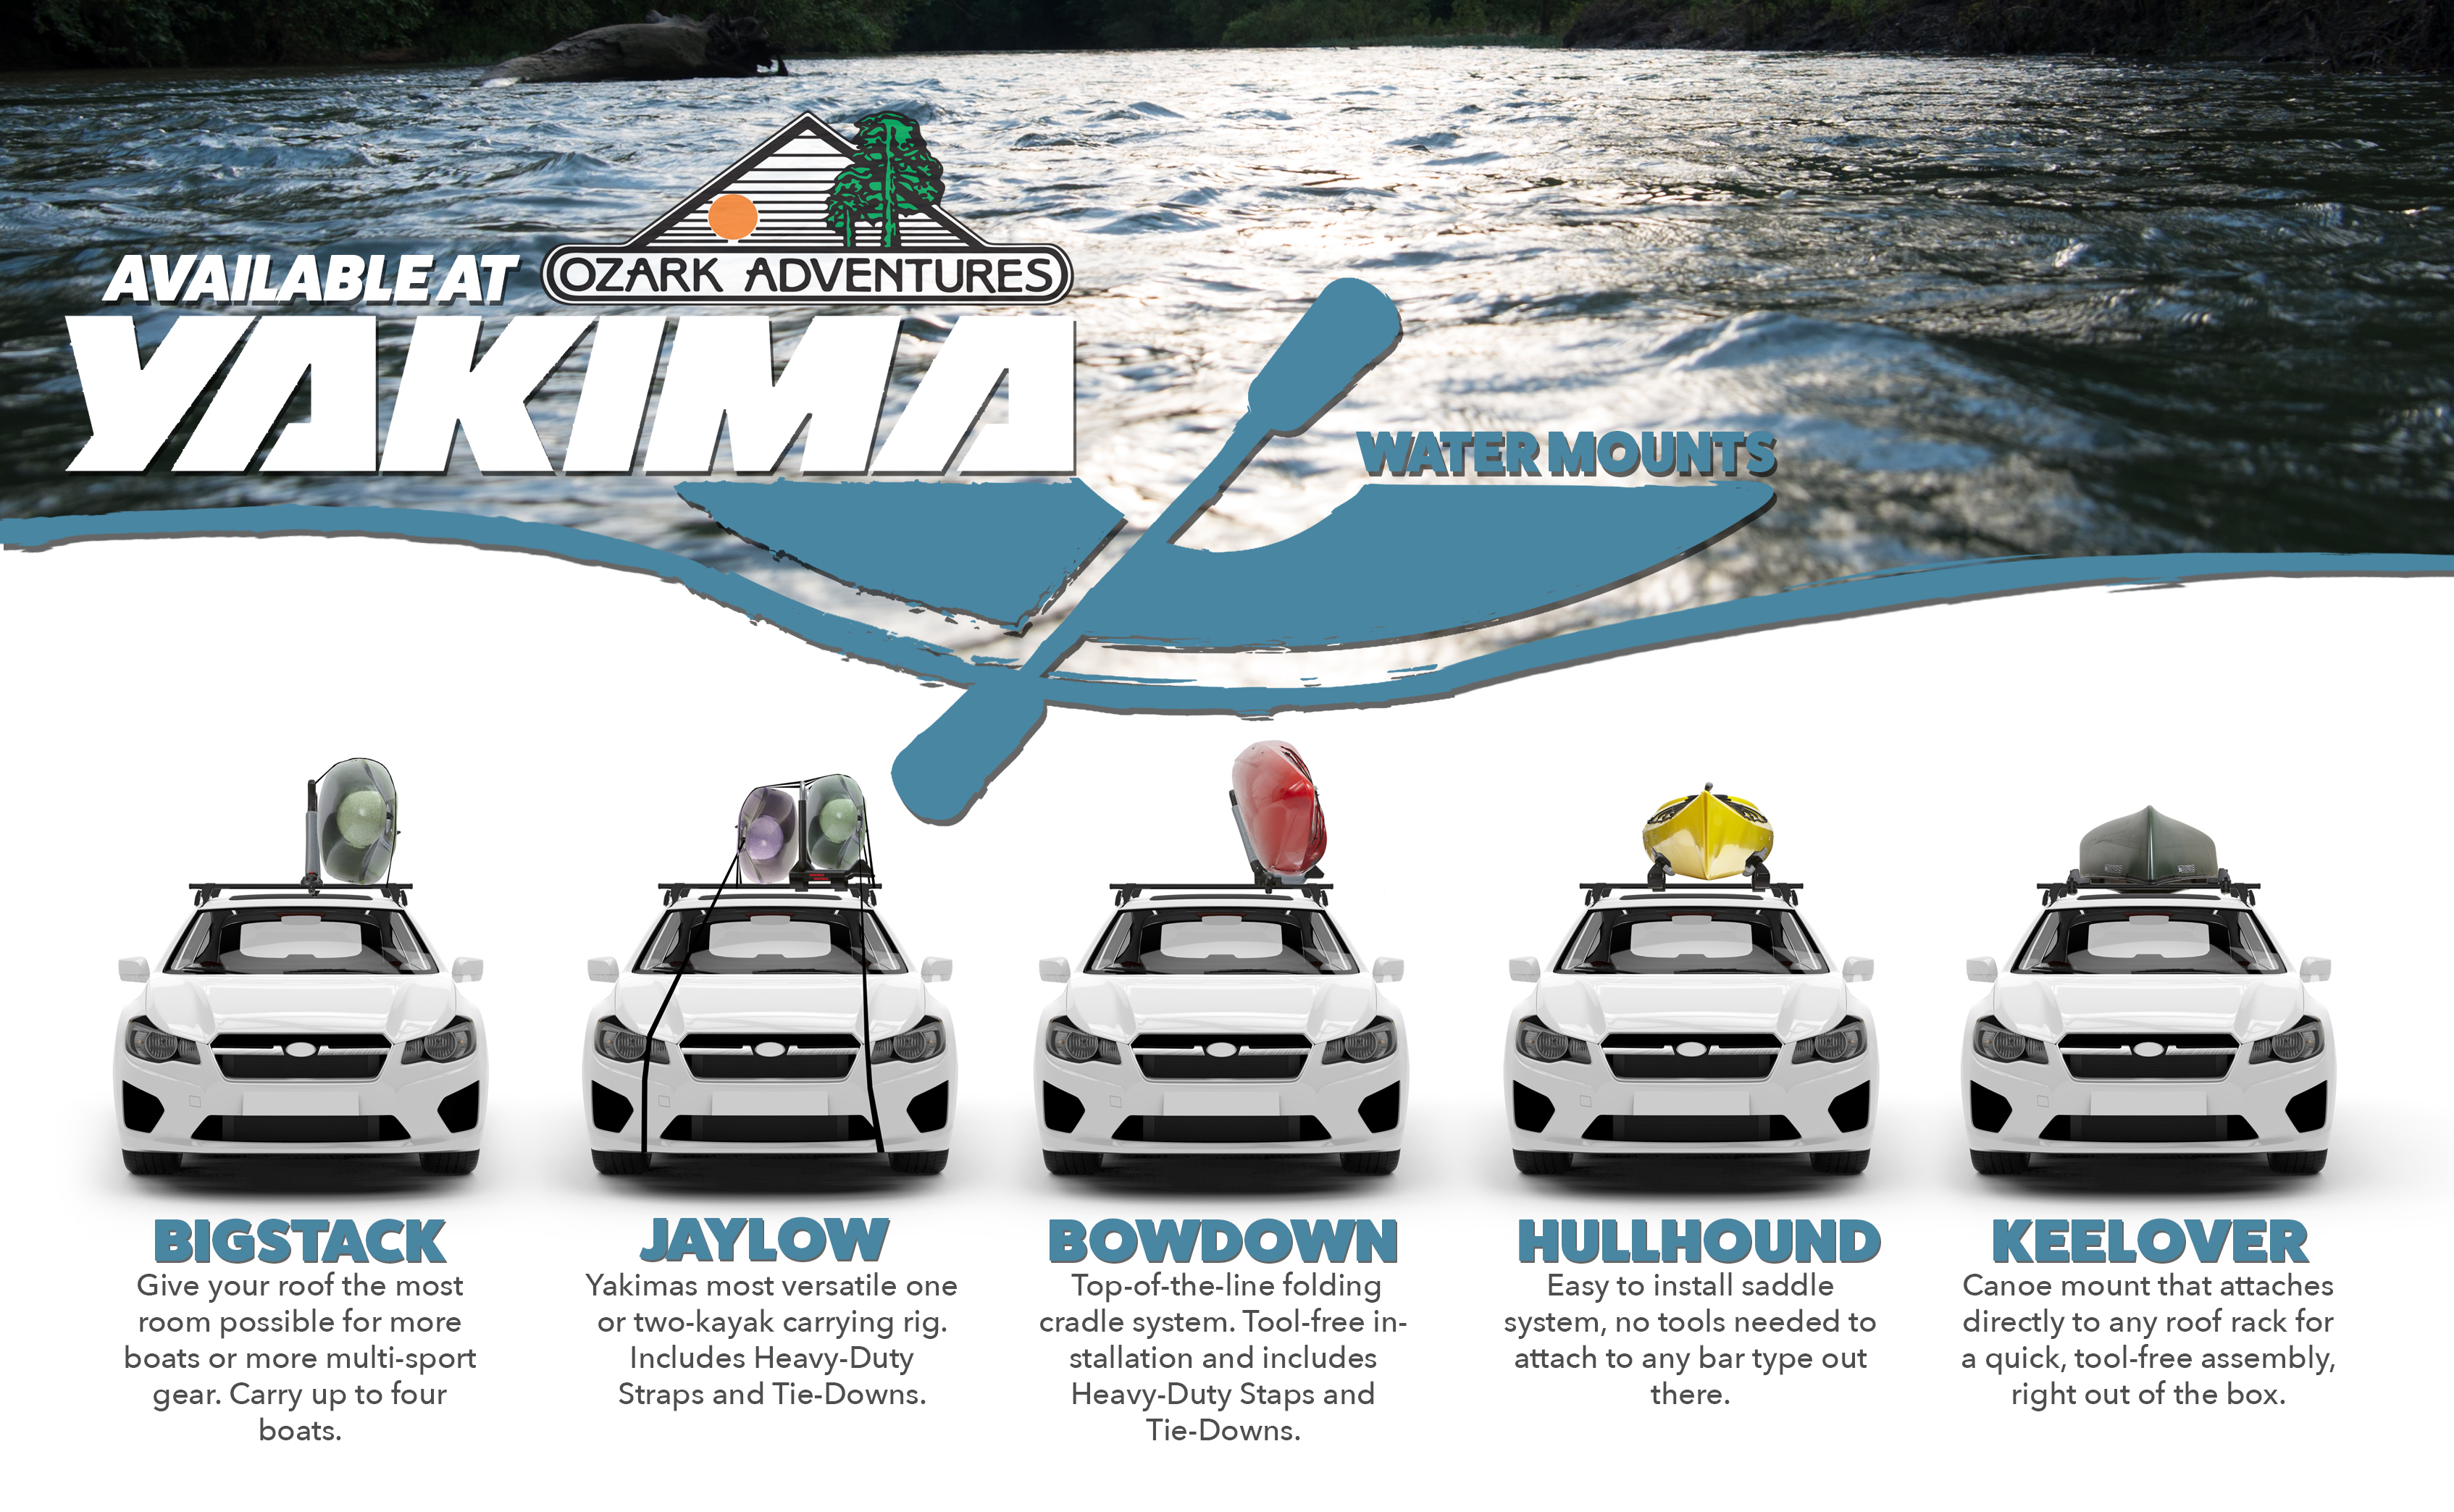 AVAILABLE AT
OZARK ADVENTURES
YAKIMA
WATER MOUNTS
BIGSTACK
Give your roof the most
room possible for more
boats or more multi-sport
gear. Carry up to four
boats.
JAYLOW
Yakimas most versatile one
or two-kayak carrying rig.
Includes Heavy-Duty
Straps and Tie-Downs.
BOWDOWN
Top-of-the-line folding
cradle system. Tool-free in-
stallation and includes
Heavy-Duty Staps and
Tie-Downs.
HULLHOUND
Easy to install saddle
system, no tools needed to
attach to any bar type out
there.
KEELOVER
Canoe mount that attaches
directly to any roof rack for
a quick, tool-free assembly,
right out of the box.